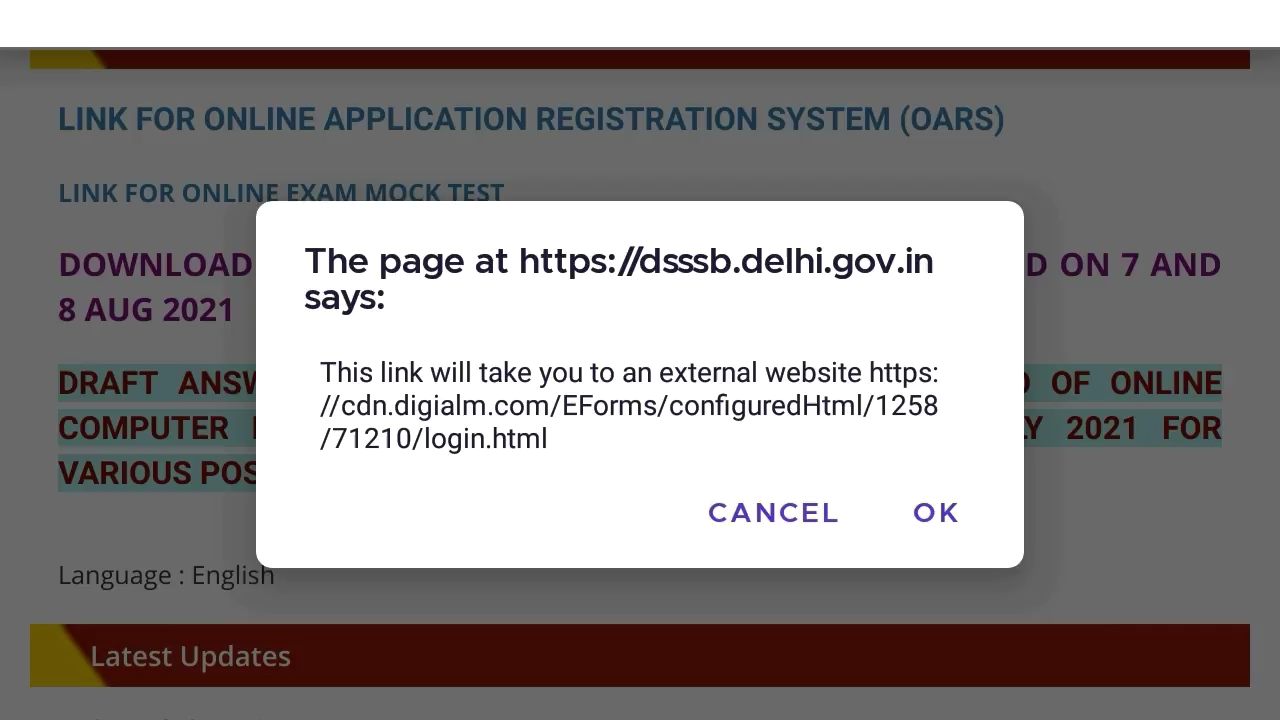 LINK FOR ONLINE APPLICATION REGISTRATION SYSTEM (OARS)
LINK FOR ONLINE EXAM MOCK TEST
DOWNLOAD D ON 7 AND
8 AUG 2021
DRAFT OF ONLINE
COMPUTER 2021 FOR
VARIOUS
The page at https://dsssb.delhi.gov.in
says:
This link will take you to an external website https:
//cdn.digialm.com/EForms/configuredHtml/1258
/71210/login.html
CANCEL OK
Language : English
Latest Updates